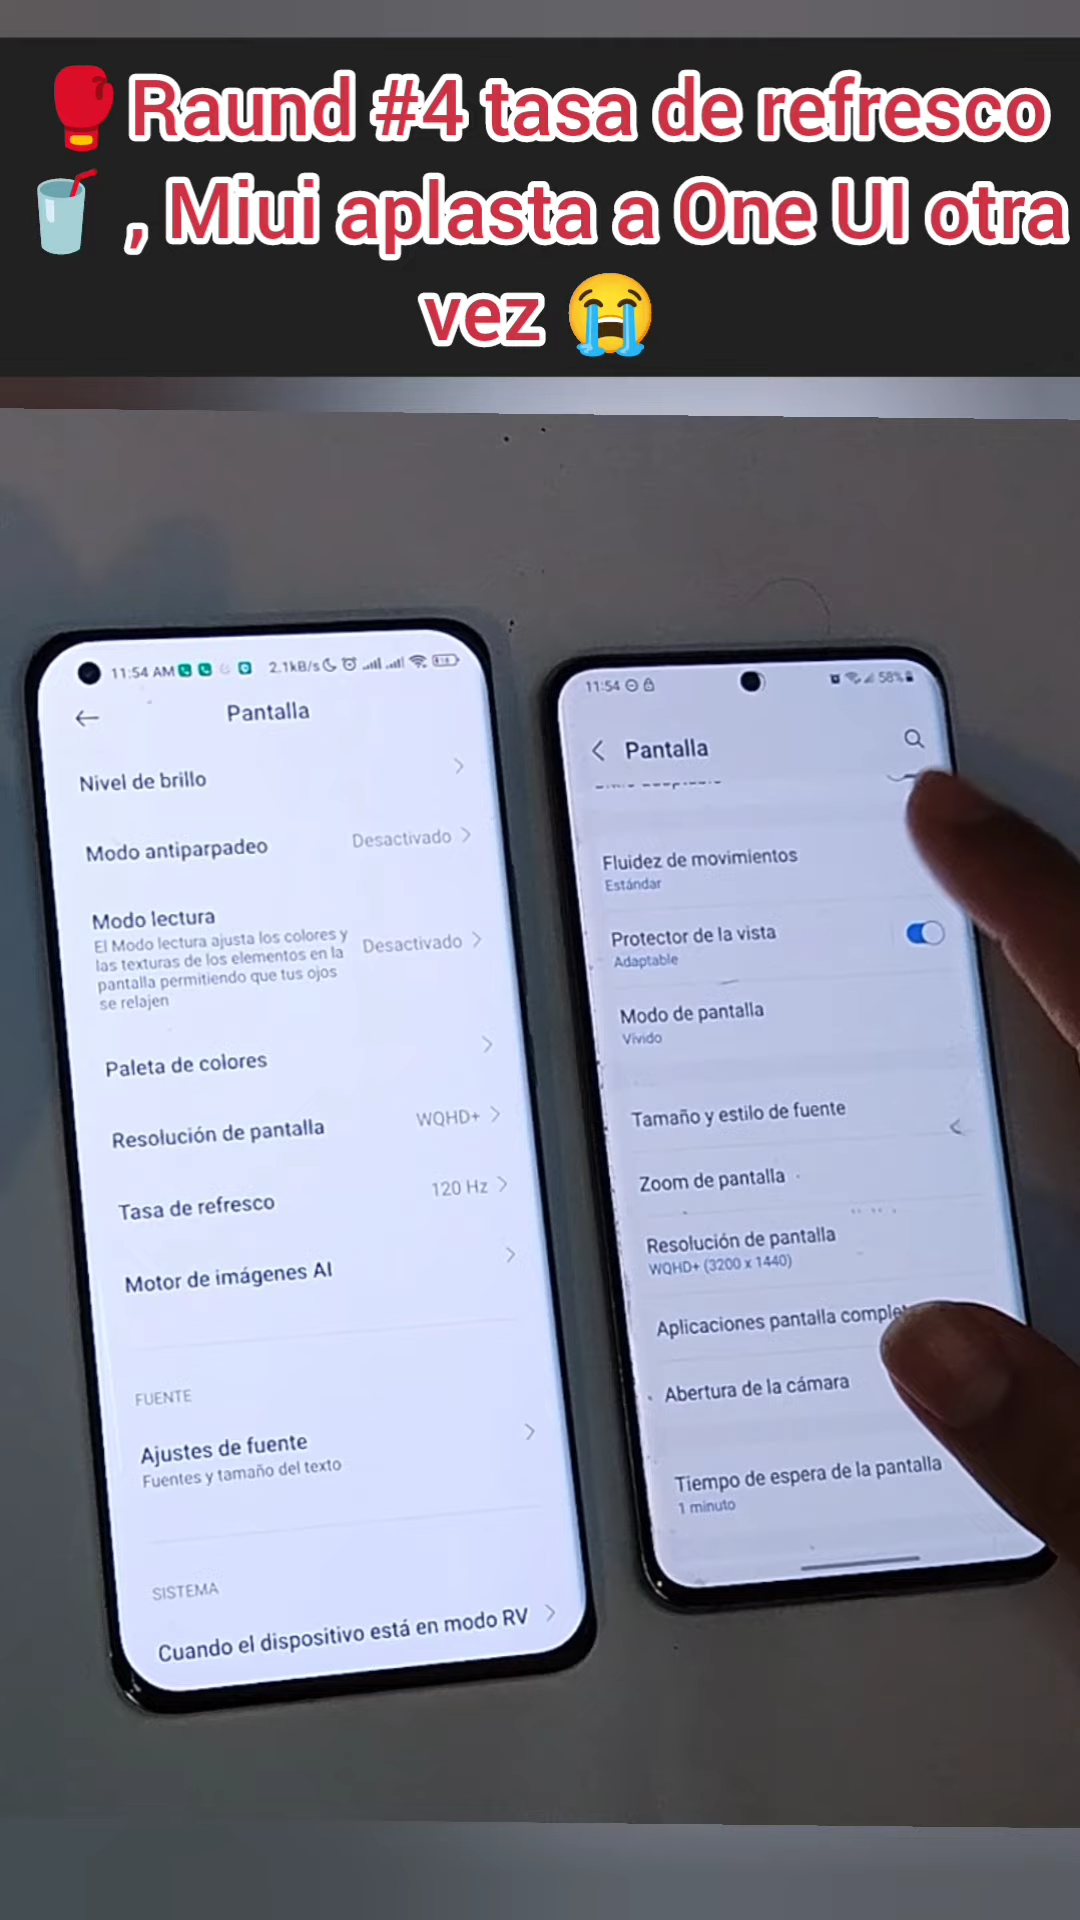 🥊Raund #4 tasa de refresco
🥤, Miui aplasta a One UI otra
vez 😭
11:54 AM
2.1kB/s
Pantalla
Nivel de brillo
Modo antiparpadeo
Desactivado
Modo lectura
El Modo lectura ajusta los colores y
las texturas de los elementos en la
pantalla permitiendo que tus ojos
se relajen
Desactivado
Paleta de colores
Resolución de pantalla
WQHD+
Tasa de refresco
120 Hz
Motor de imágenes AI
FUENTE
Ajustes de fuente
Fuentes y tamaño del texto
SISTEMA
Cuando el dispositivo está en modo RV
11:54
58%
Pantalla
Fluidez de movimientos
Estándar
Protector de la vista
Adaptable
Modo de pantalla
Vívido
Tamaño y estilo de fuente
Zoom de pantalla
Resolución de pantalla
WQHD+ (3200 x 1440)
Aplicaciones pantalla
Abertura de la cámara
Tiempo de espera de la pantalla
1 minuto